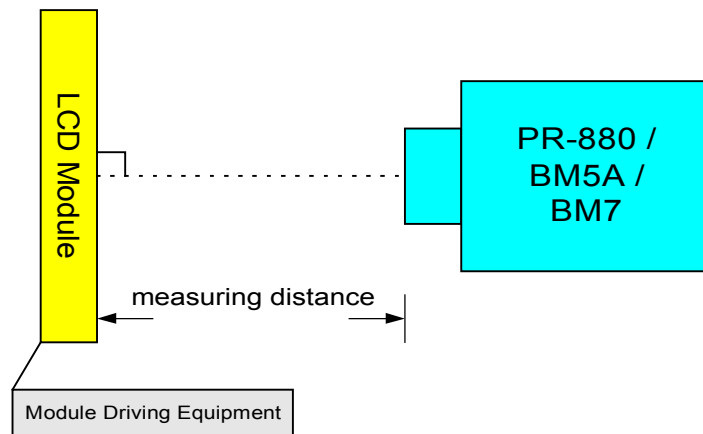 LCD Module
PR-880 /
BM5A /
BM7
measuring distance
Module Driving Equipment